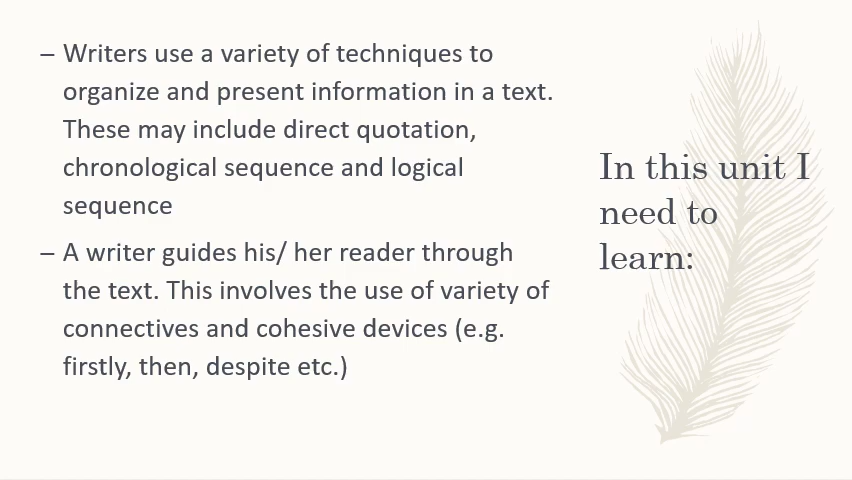 – Writers use a variety of techniques to
organize and present information in a text.
These may include direct quotation,
chronological sequence and logical
sequence
– A writer guides his/ her reader through
the text. This involves the use of variety of
connectives and cohesive devices (e.g.
firstly, then, despite etc.)
In this unit I
need to
learn: